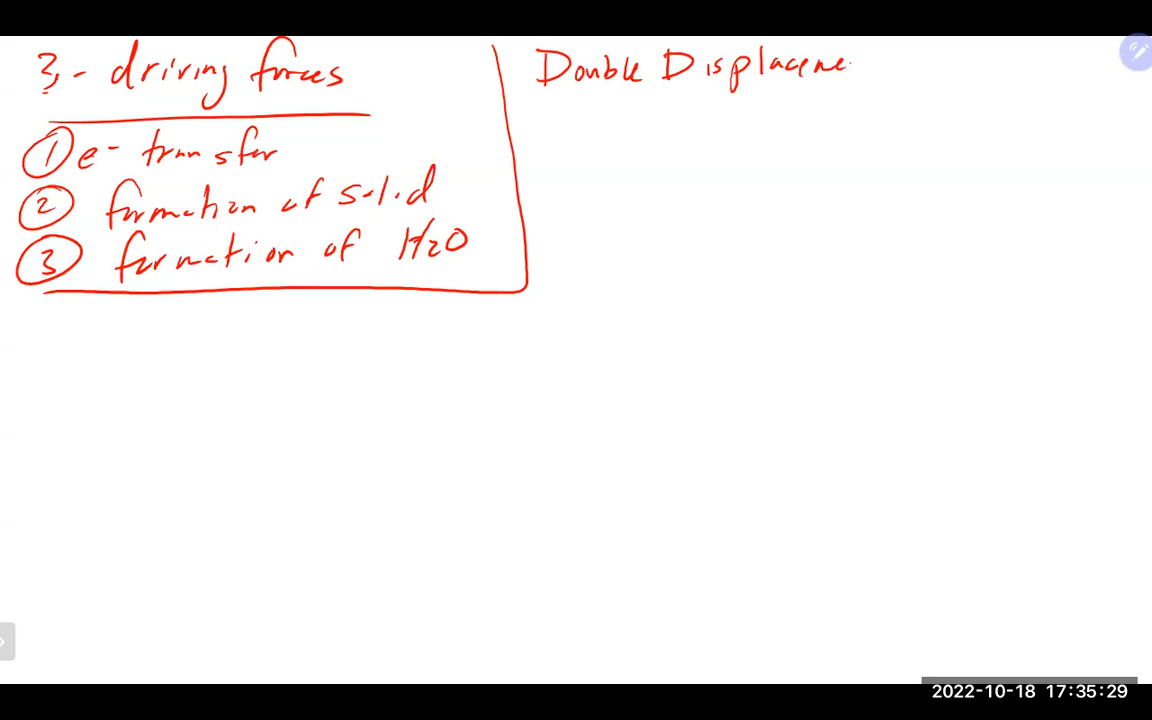 3 - driving forces
① e- transfer
② formation of solid
③ formation of H2O
Double Displaceme
2022-10-18 17:35:29